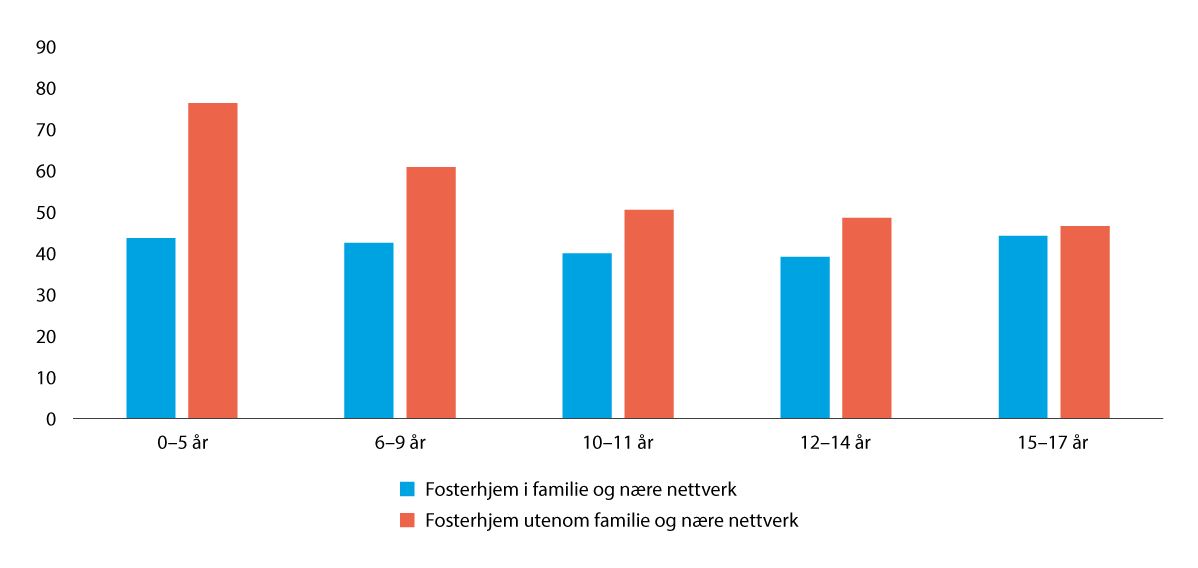 90
80
70
60
50
40
30
20
10
0
0–5 år
6–9 år
10–11 år
12–14 år
15–17 år
Fosterhjem i familie og nære nettverk
Fosterhjem utenom familie og nære nettverk